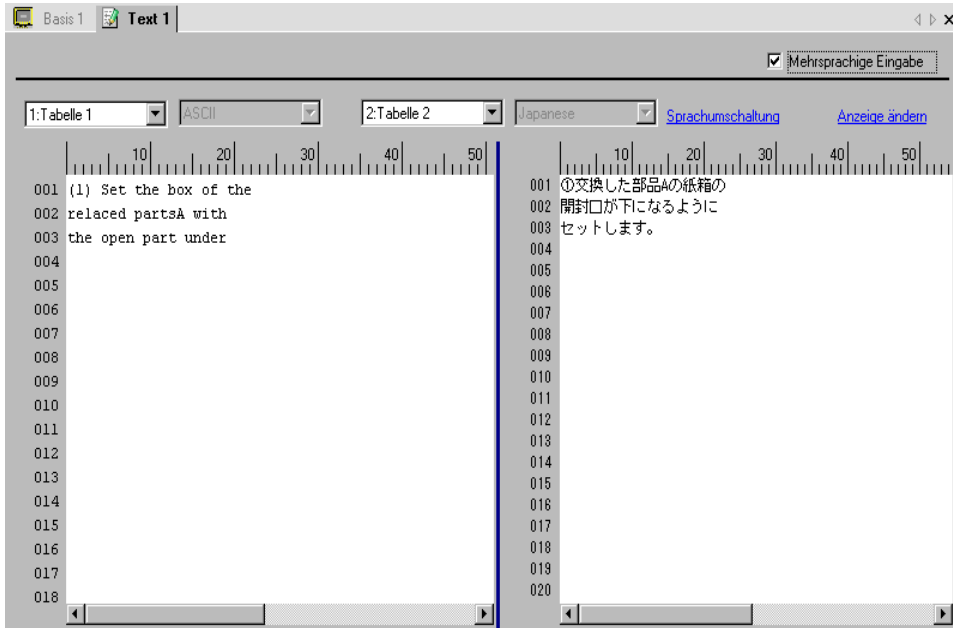 Basis 1 Text 1
Mehrsprachige Eingabe
1:Tabelle 1 ASCII 2:Tabelle 2 Japanese Sprachumschaltung Anzeige ändern
10 20 30 40 50
001 (1) Set the box of the
002 relaced partsA with
003 the open part under
004
005
006
007
008
009
010
011
012
013
014
015
016
017
018
10 20 30 40 50
001 ①交換した部品Aの紙箱の
002 開封口が下になるように
003 セットします。
004
005
006
007
008
009
010
011
012
013
014
015
016
017
018
019
020